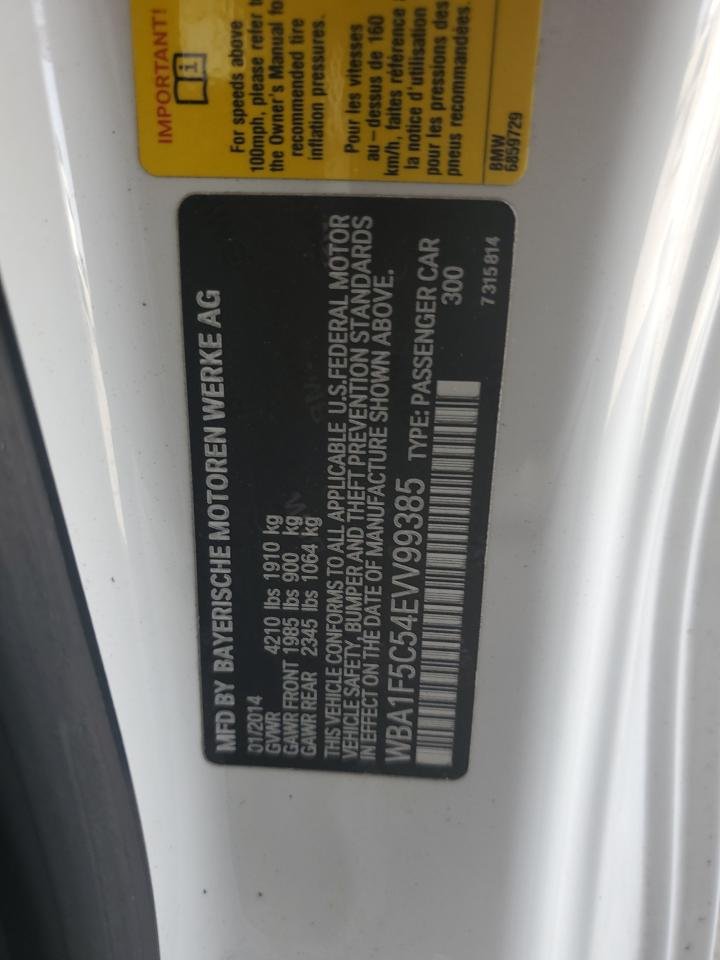 IMPORTANT!
For speeds above
100mph, please refer to
the Owner's Manual for
recommended tire
inflation pressures.
Pour les vitesses
au-dessus de 160
km/h, faites référence à
la notice d'utilisation
pour les pressions des
pneus recommandées.
BMW
6859729
MFD BY BAYERISCHE MOTOREN WERKE AG
01/2014
GVWR 4210 lbs 1910 kg
GAWR FRONT 1985 lbs 900 kg
GAWR REAR 2345 lbs 1064 kg
THIS VEHICLE CONFORMS TO ALL APPLICABLE U.S.FEDERAL MOTOR
VEHICLE SAFETY, BUMPER AND THEFT PREVENTION STANDARDS
IN EFFECT ON THE DATE OF MANUFACTURE SHOWN ABOVE.
WBA1F5C54EVV99385 TYPE: PASSENGER CAR
300
7315814